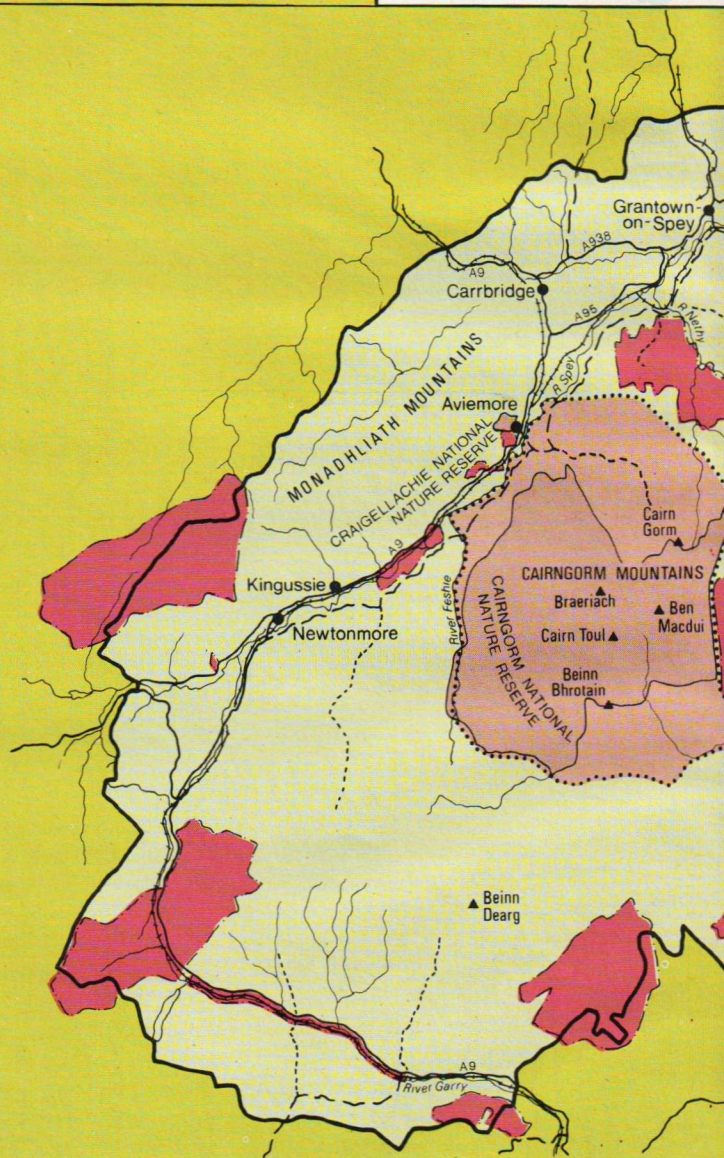 Grantown-
on-Spey
A938
A9
Carrbridge
A95
R Nethy
R Spey
MONADHLIATH MOUNTAINS
Aviemore
CRAIGELLACHIE NATIONAL
NATURE RESERVE
Cairn
Gorm
A9
CAIRNGORM MOUNTAINS
Kingussie
Braeriach
River Feshie
Ben
Macdui
Newtonmore
Cairn Toul
CAIRNGORM NATIONAL
NATURE RESERVE
Beinn
Bhrotain
Beinn
Dearg
A9
River Garry